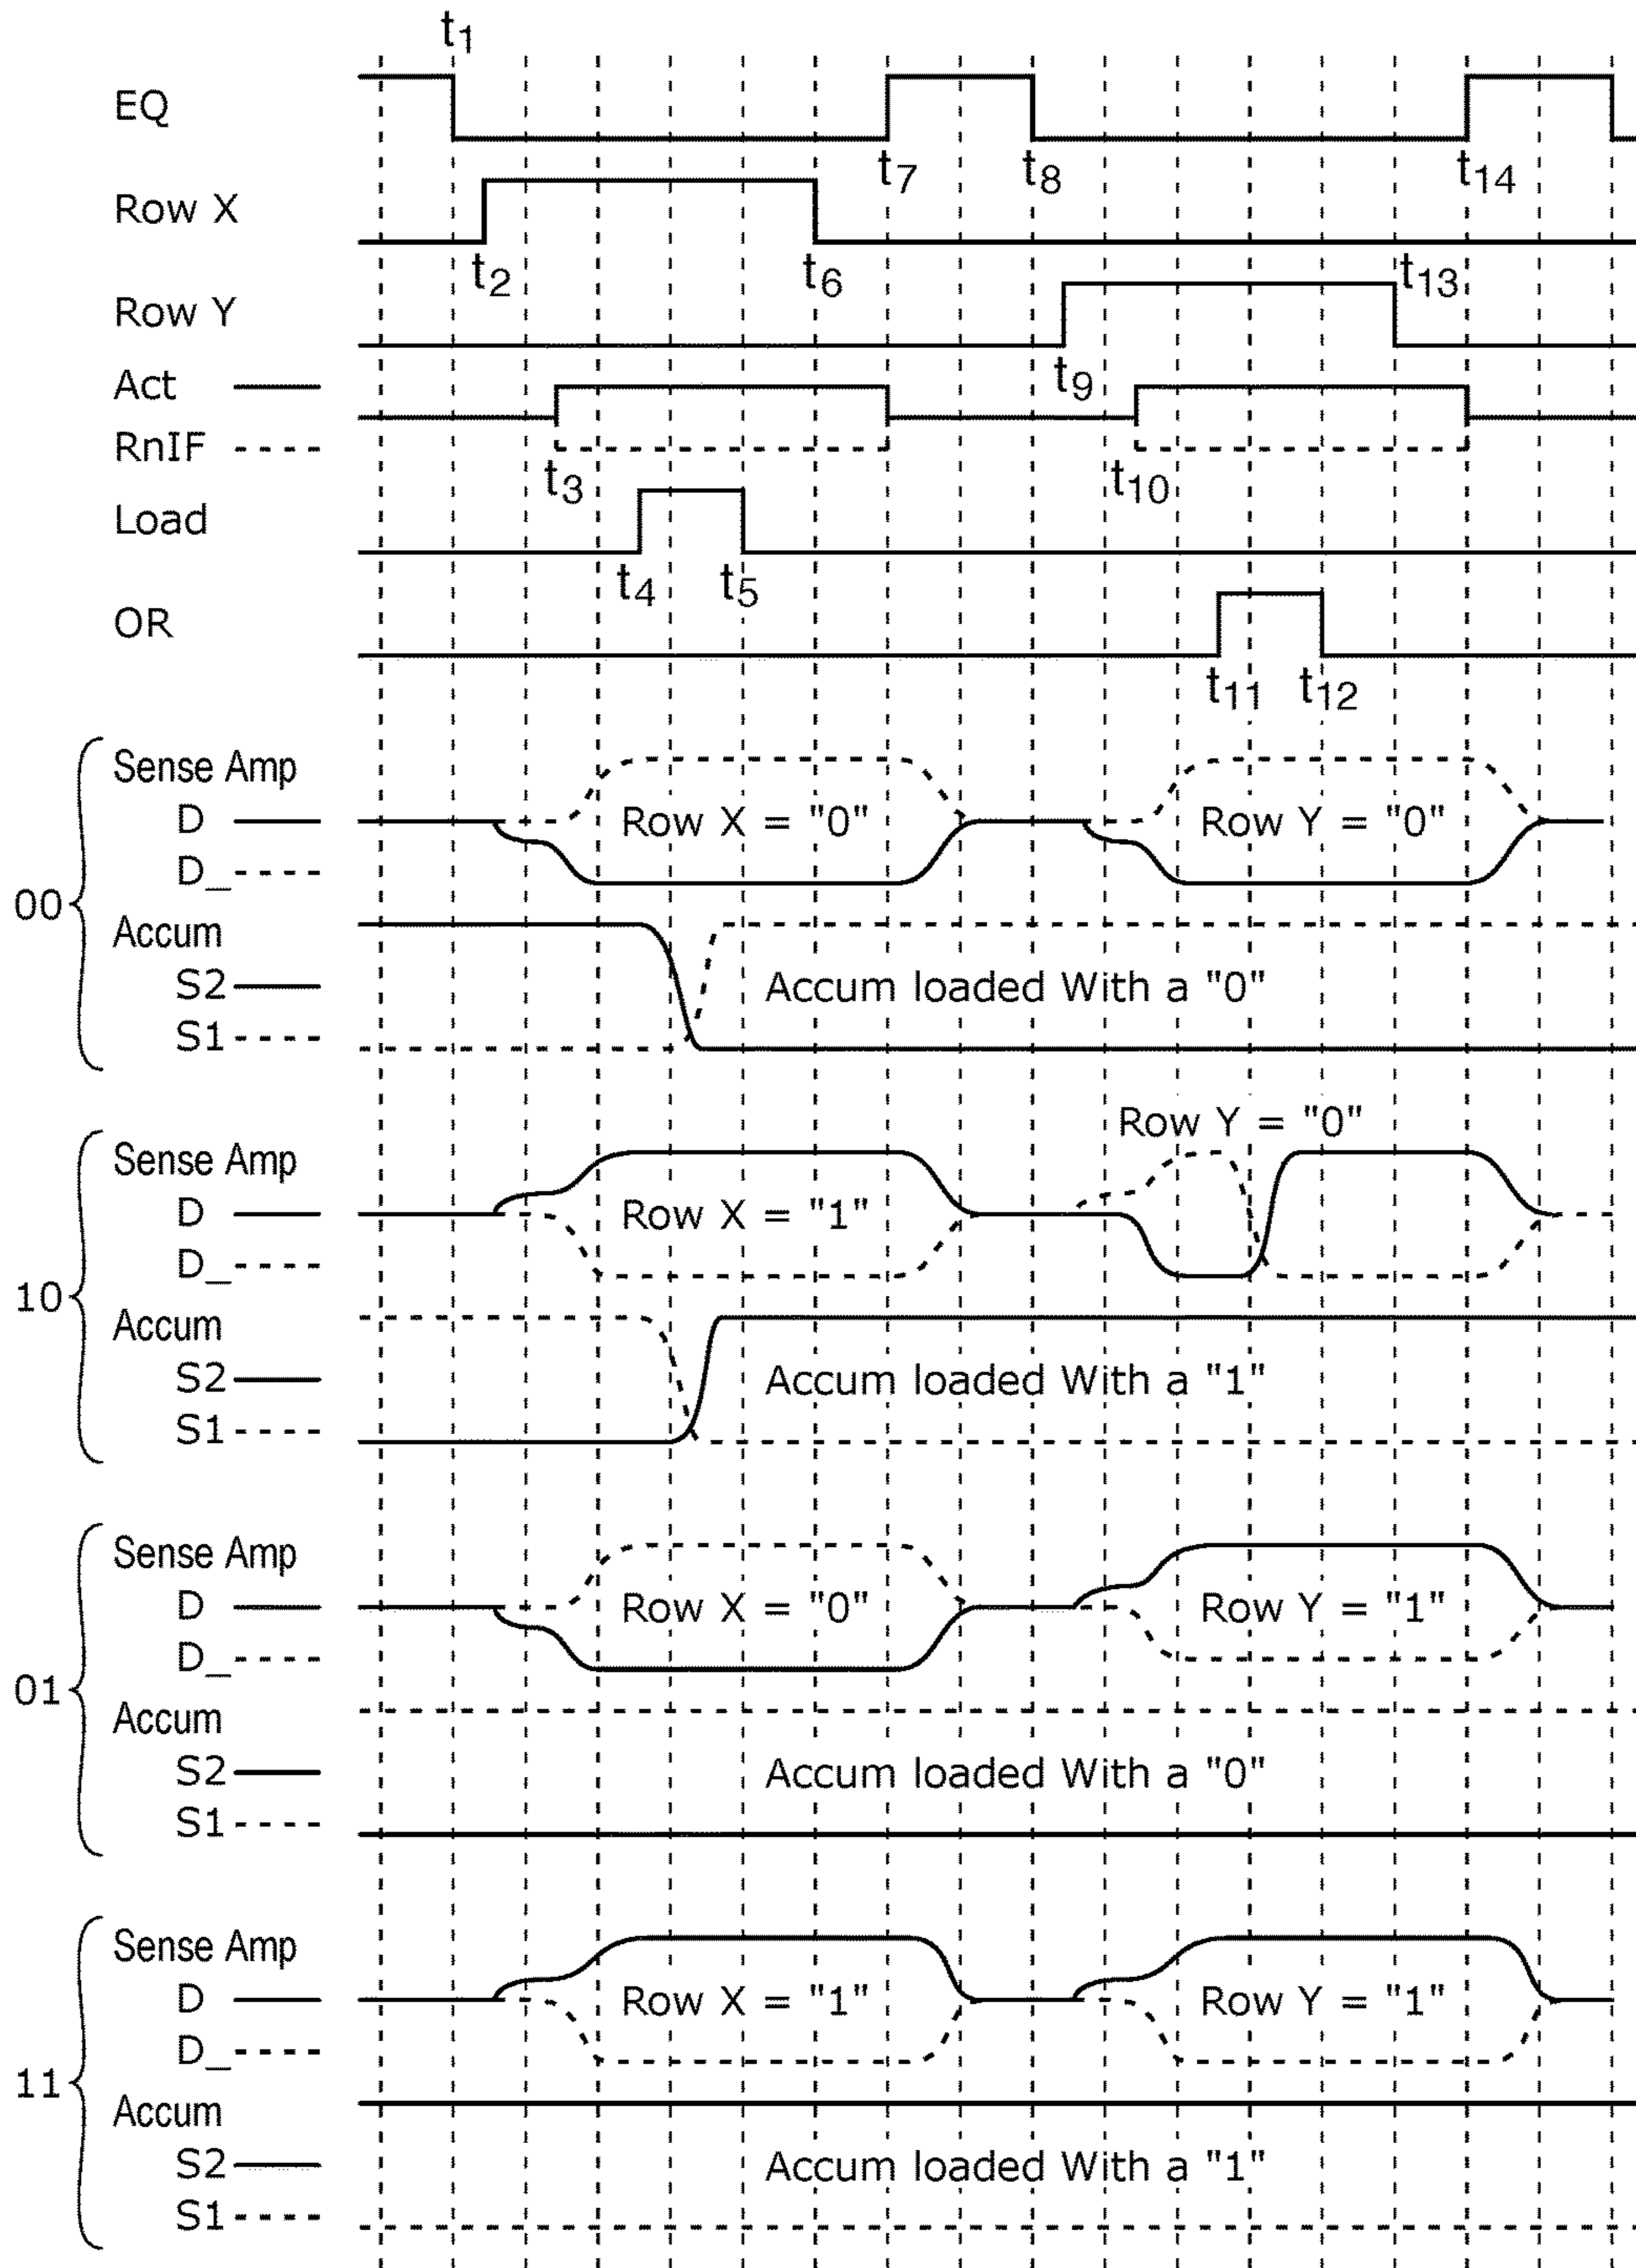 t1
EQ
t7 t8 t14
Row X
t2 t6 t13
Row Y
t9
Act
RnIF
t3 t10
Load
t4 t5
OR
t11 t12
00
Sense Amp
D Row X = "0" Row Y = "0"
D_
Accum
S2 Accum loaded With a "0"
S1
Row Y = "0"
10
Sense Amp
D Row X = "1"
D_
Accum
S2 Accum loaded With a "1"
S1
01
Sense Amp
D Row X = "0" Row Y = "1"
D_
Accum
S2 Accum loaded With a "0"
S1
11
Sense Amp
D Row X = "1" Row Y = "1"
D_
Accum
S2 Accum loaded With a "1"
S1